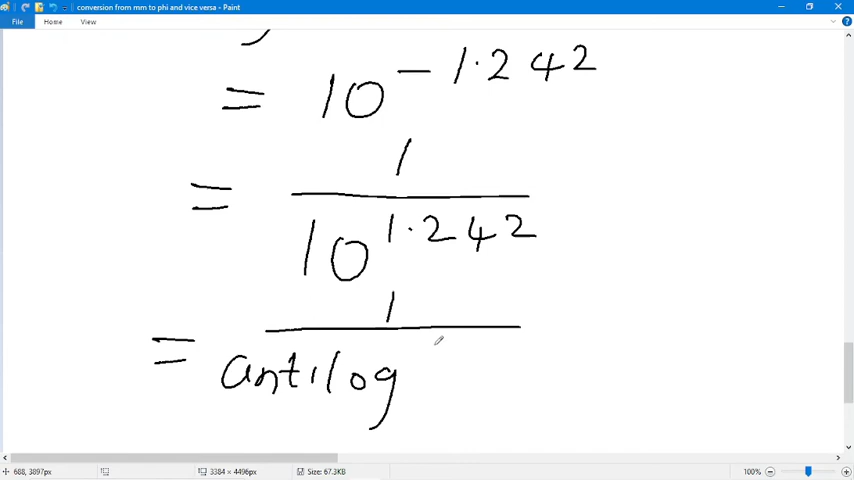 conversion from mm to phi and vice versa - Paint
File Home View
= 10^-1.242
= 1 / 10^1.242
= 1 / antilog
688, 3897px 3384 × 4496px Size: 67.3KB 100%